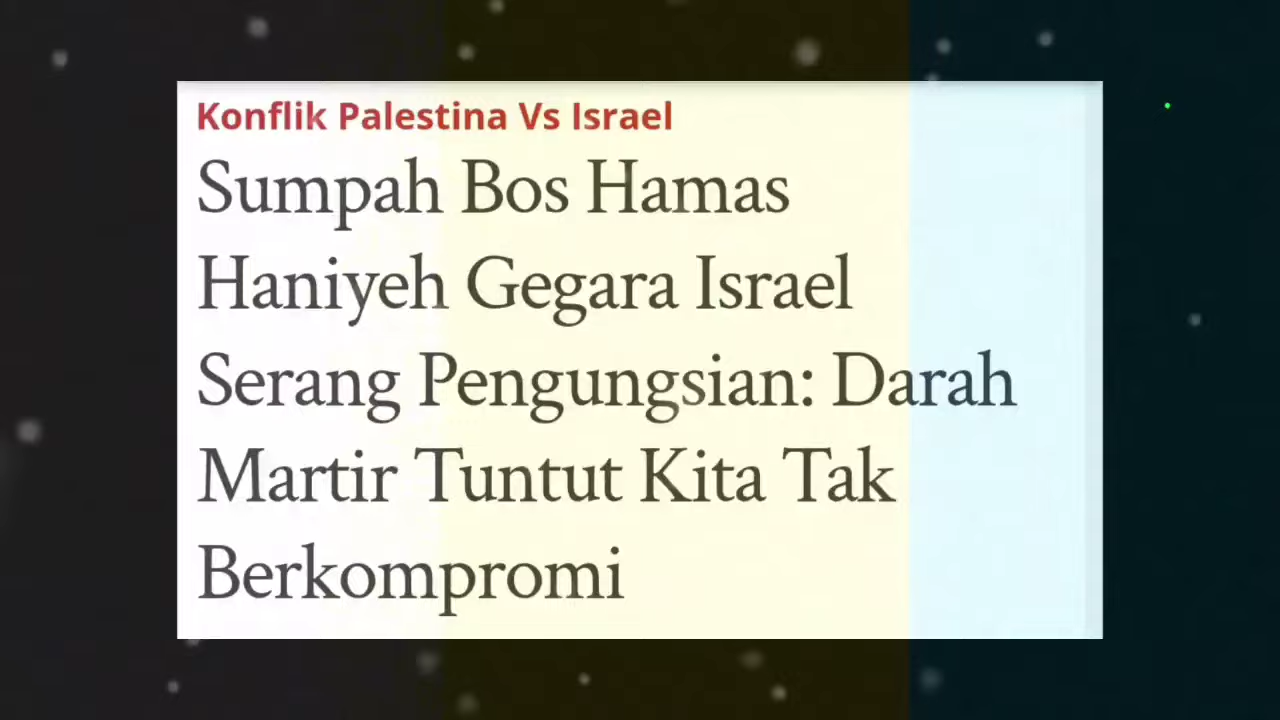 Konflik Palestina Vs Israel
Sumpah Bos Hamas
Haniyeh Gegara Israel
Serang Pengungsian: Darah
Martir Tuntut Kita Tak
Berkompromi